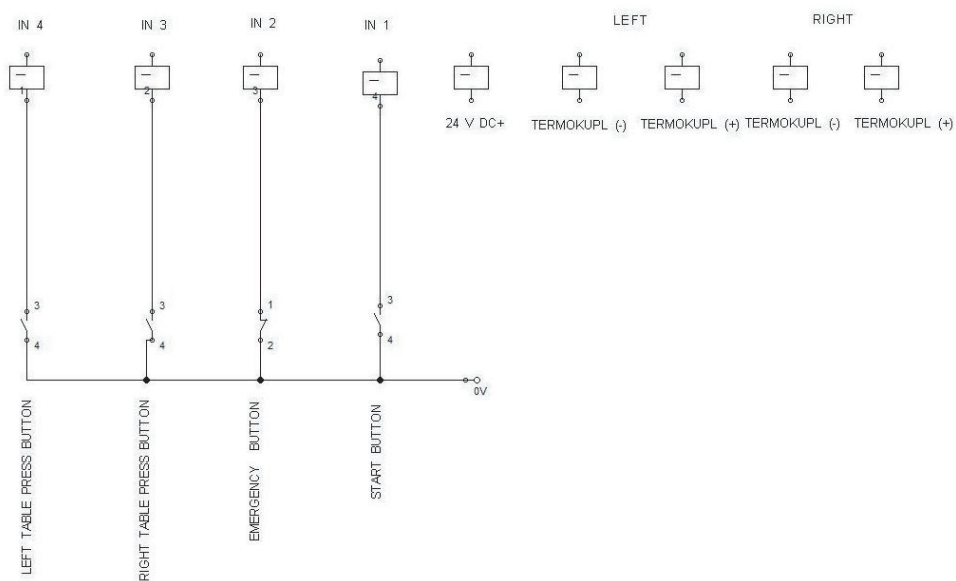 IN 4
IN 3
IN 2
IN 1
LEFT
RIGHT
1
2
3
4
24 V DC+
TERMOKUPL (-)
TERMOKUPL (+)
TERMOKUPL (-)
TERMOKUPL (+)
3
3
1
3
4
4
2
4
0V
LEFT TABLE PRESS BUTTON
RIGHT TABLE PRESS BUTTON
EMERGENCY BUTTON
START BUTTON